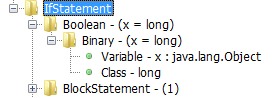 IfStatement
Boolean - (x = long)
Binary - (x = long)
Variable - x : java.lang.Object
Class - long
BlockStatement - (1)